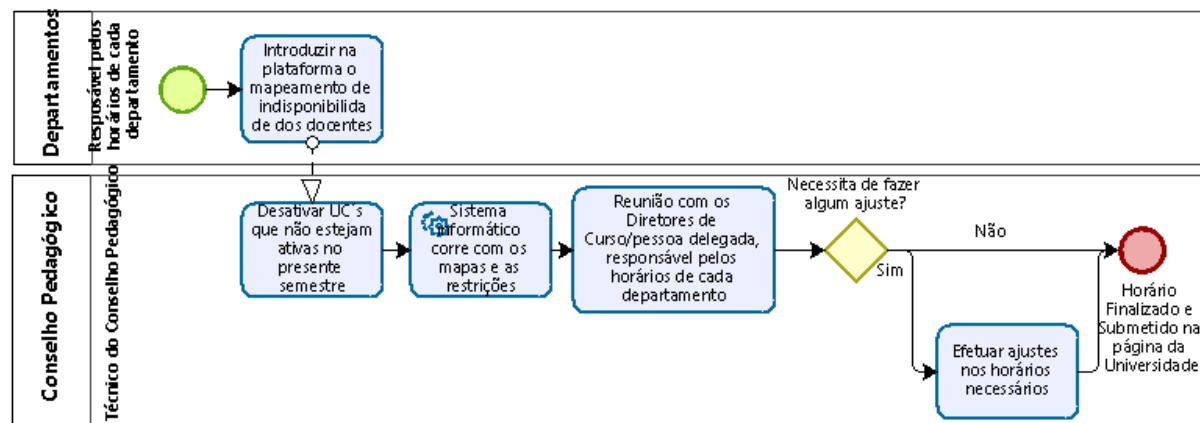 Departamentos
Resposável pelos
horários de cada
departamento
Introduzir na
plataforma o
mapeamento de
indisponibilida
de dos docentes
Conselho Pedagógico
Técnico do Conselho Pedagógico
Desativar UC´s
que não estejam
ativas no
presente
semestre
Sistema
informático
corre com os
mapas e as
restrições
Reunião com os
Diretores de
Curso/pessoa delegada,
responsável pelos
horários de cada
departamento
Necessita de fazer
algum ajuste?
Não
Sim
Efetuar ajustes
nos horários
necessários
Horário
Finalizado e
Submetido na
página da
Universidade